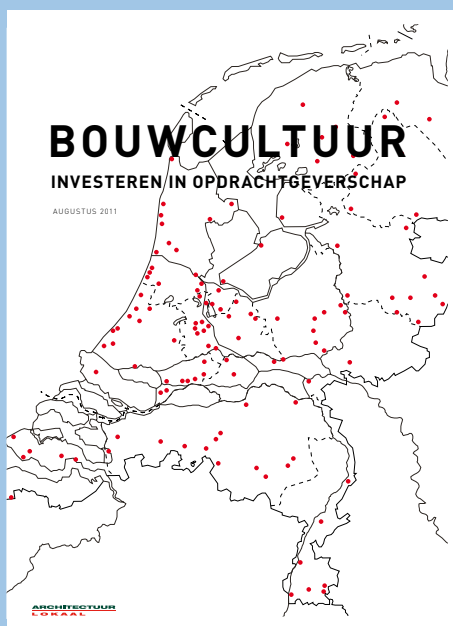 BOUWCULTUUR
INVESTEREN IN OPDRACHTGEVERSCHAP
AUGUSTUS 2011
ARCHITECTUUR
LOKAAL